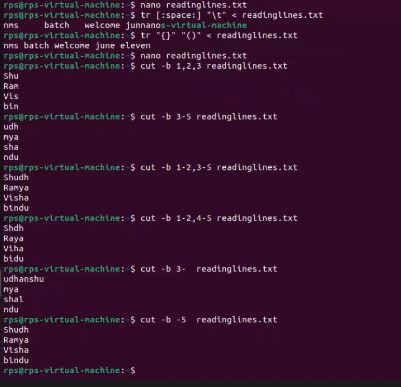 rps@rps-virtual-machine:~$ nano readinglines.txt
rps@rps-virtual-machine:~$ tr [:space:] "\t" < readinglines.txt
nms batch welcome junnanos-virtual-machine
rps@rps-virtual-machine:~$ tr "{}" "()" < readinglines.txt
nms batch welcome june eleven
rps@rps-virtual-machine:~$ nano readinglines.txt
rps@rps-virtual-machine:~$ cut -b 1,2,3 readinglines.txt
Shu
Ram
Vis
bin
rps@rps-virtual-machine:~$ cut -b 3-5 readinglines.txt
udh
mya
sha
ndu
rps@rps-virtual-machine:~$ cut -b 1-2,3-5 readinglines.txt
Shudh
Ramya
Visha
bindu
rps@rps-virtual-machine:~$ cut -b 1-2,4-5 readinglines.txt
Shdh
Raya
Viha
bidu
rps@rps-virtual-machine:~$ cut -b 3- readinglines.txt
udhanshu
mya
shal
ndu
rps@rps-virtual-machine:~$ cut -b -5 readinglines.txt
Shudh
Ramya
Visha
bindu
rps@rps-virtual-machine:~$